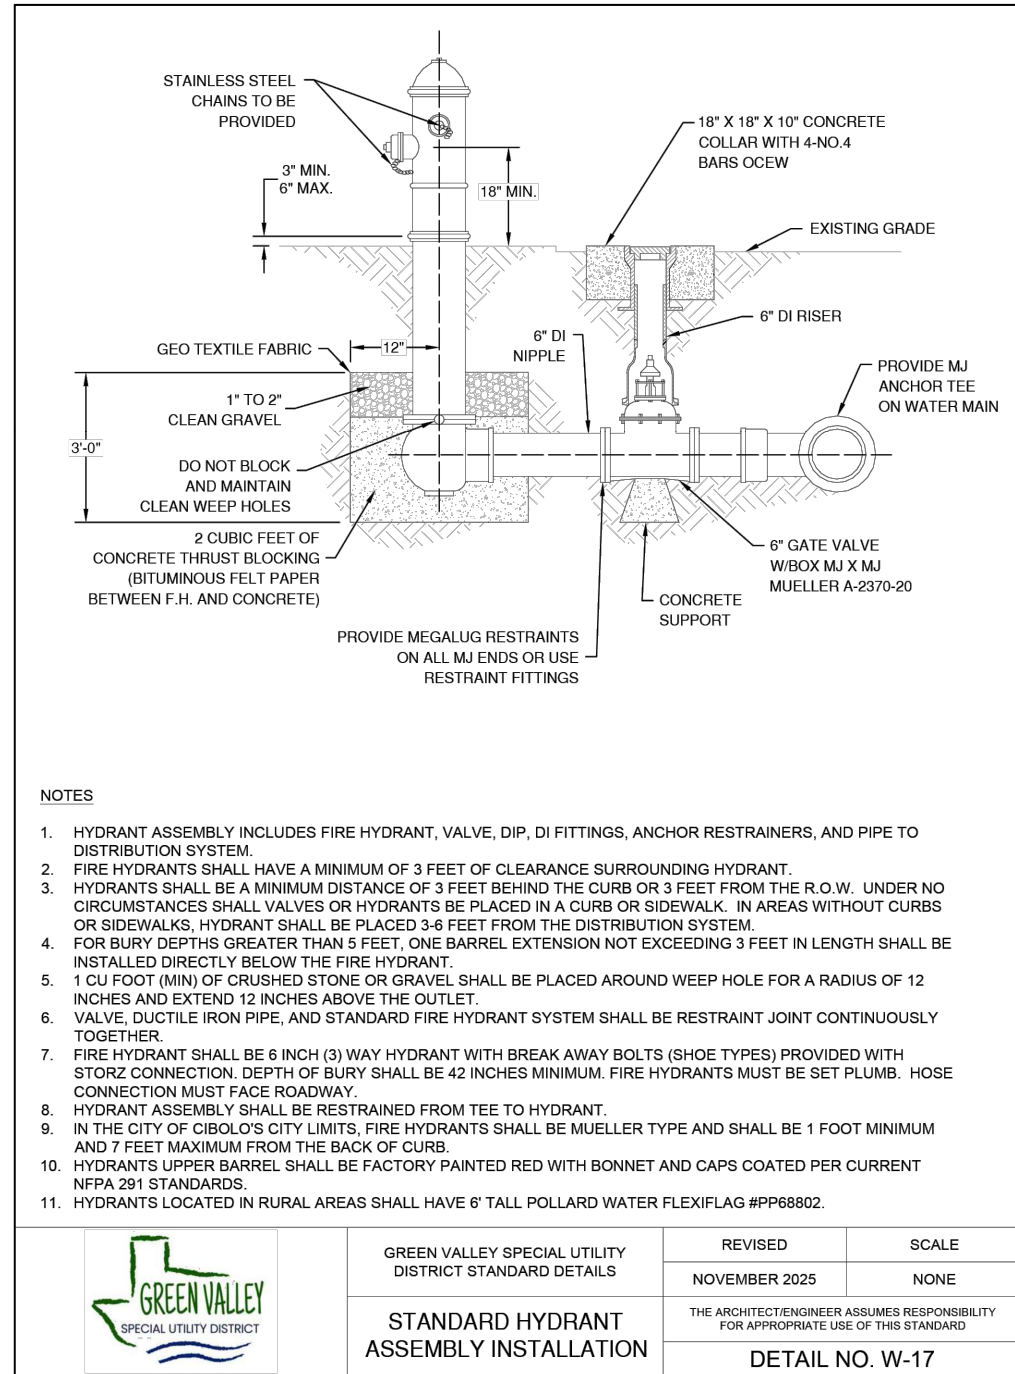 STAINLESS STEEL
CHAINS TO BE
PROVIDED
3" MIN.
6" MAX.
18" MIN.
18" X 18" X 10" CONCRETE
COLLAR WITH 4-NO.4
BARS OCEW
EXISTING GRADE
6" DI RISER
6" DI
NIPPLE
12"
GEO TEXTILE FABRIC
PROVIDE MJ
ANCHOR TEE
ON WATER MAIN
1" TO 2"
CLEAN GRAVEL
3'-0"
DO NOT BLOCK
AND MAINTAIN
CLEAN WEEP HOLES
2 CUBIC FEET OF
CONCRETE THRUST BLOCKING
(BITUMINOUS FELT PAPER
BETWEEN F.H. AND CONCRETE)
6" GATE VALVE
W/BOX MJ X MJ
MUELLER A-2370-20
CONCRETE
SUPPORT
PROVIDE MEGALUG RESTRAINTS
ON ALL MJ ENDS OR USE
RESTRAINT FITTINGS
NOTES
1. HYDRANT ASSEMBLY INCLUDES FIRE HYDRANT, VALVE, DIP, DI FITTINGS, ANCHOR RESTRAINERS, AND PIPE TO
DISTRIBUTION SYSTEM.
2. FIRE HYDRANTS SHALL HAVE A MINIMUM OF 3 FEET OF CLEARANCE SURROUNDING HYDRANT.
3. HYDRANTS SHALL BE A MINIMUM DISTANCE OF 3 FEET BEHIND THE CURB OR 3 FEET FROM THE R.O.W. UNDER NO
CIRCUMSTANCES SHALL VALVES OR HYDRANTS BE PLACED IN A CURB OR SIDEWALK. IN AREAS WITHOUT CURBS
OR SIDEWALKS, HYDRANT SHALL BE PLACED 3-6 FEET FROM THE DISTRIBUTION SYSTEM.
4. FOR BURY DEPTHS GREATER THAN 5 FEET, ONE BARREL EXTENSION NOT EXCEEDING 3 FEET IN LENGTH SHALL BE
INSTALLED DIRECTLY BELOW THE FIRE HYDRANT.
5. 1 CU FOOT (MIN) OF CRUSHED STONE OR GRAVEL SHALL BE PLACED AROUND WEEP HOLE FOR A RADIUS OF 12
INCHES AND EXTEND 12 INCHES ABOVE THE OUTLET.
6. VALVE, DUCTILE IRON PIPE, AND STANDARD FIRE HYDRANT SYSTEM SHALL BE RESTRAINT JOINT CONTINUOUSLY
TOGETHER.
7. FIRE HYDRANT SHALL BE 6 INCH (3) WAY HYDRANT WITH BREAK AWAY BOLTS (SHOE TYPES) PROVIDED WITH
STORZ CONNECTION. DEPTH OF BURY SHALL BE 42 INCHES MINIMUM. FIRE HYDRANTS MUST BE SET PLUMB. HOSE
CONNECTION MUST FACE ROADWAY.
8. HYDRANT ASSEMBLY SHALL BE RESTRAINED FROM TEE TO HYDRANT.
9. IN THE CITY OF CIBOLO'S CITY LIMITS, FIRE HYDRANTS SHALL BE MUELLER TYPE AND SHALL BE 1 FOOT MINIMUM
AND 7 FEET MAXIMUM FROM THE BACK OF CURB.
10. HYDRANTS UPPER BARREL SHALL BE FACTORY PAINTED RED WITH BONNET AND CAPS COATED PER CURRENT
NFPA 291 STANDARDS.
11. HYDRANTS LOCATED IN RURAL AREAS SHALL HAVE 6' TALL POLLARD WATER FLEXIFLAG #PP68802.
GREEN VALLEY
SPECIAL UTILITY DISTRICT
GREEN VALLEY SPECIAL UTILITY
DISTRICT STANDARD DETAILS
STANDARD HYDRANT
ASSEMBLY INSTALLATION
REVISED
SCALE
NOVEMBER 2025
NONE
THE ARCHITECT/ENGINEER ASSUMES RESPONSIBILITY
FOR APPROPRIATE USE OF THIS STANDARD
DETAIL NO. W-17